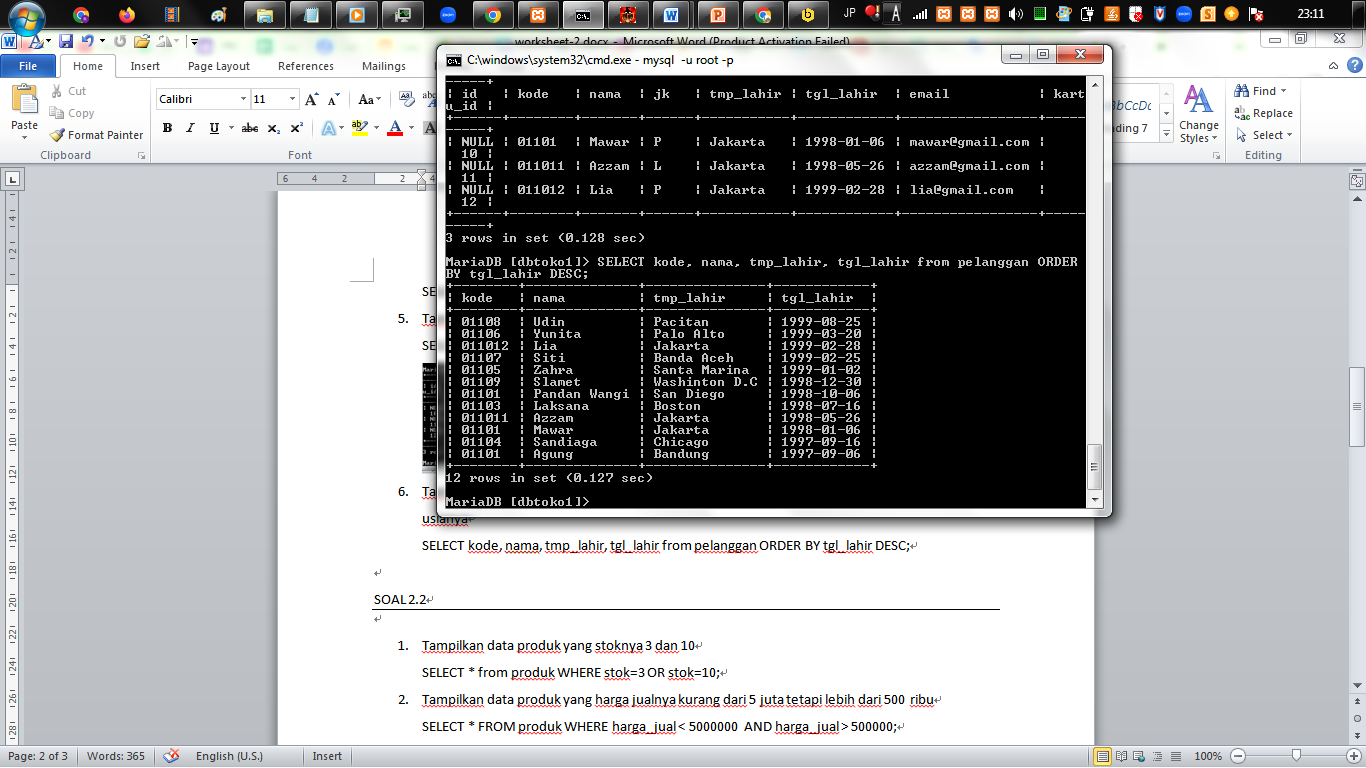 JP
A
23:11
worksheet-2.docx - Microsoft Word (Product Activation Failed)
File
Home
Insert
Page Layout
References
Mailings
Paste
Cut
Copy
Format Painter
Clipboard
Calibri
11
Font
Heading 7
Change
Styles
Find
Replace
Select
Editing
C:\windows\system32\cmd.exe - mysql -u root -p
-----+
| id | kode | nama | jk | tmp_lahir | tgl_lahir | email | kart
u_id |
+------+--------+-------+-----+-----------+------------+-----------------+-----
-----+
| NULL | 01101 | Mawar | P | Jakarta | 1998-01-06 | mawar@gmail.com |
10 |
| NULL | 011011 | Azzam | L | Jakarta | 1998-05-26 | azzam@gmail.com |
11 |
| NULL | 011012 | Lia | P | Jakarta | 1999-02-28 | lia@gmail.com |
12 |
+------+--------+-------+-----+-----------+------------+-----------------+-----
-----+
3 rows in set (0.128 sec)
MariaDB [dbtoko1]> SELECT kode, nama, tmp_lahir, tgl_lahir from pelanggan ORDER
BY tgl_lahir DESC;
+--------+--------------+---------------+------------+
| kode | nama | tmp_lahir | tgl_lahir |
+--------+--------------+---------------+------------+
| 01108 | Udin | Pacitan | 1999-08-25 |
| 01106 | Yunita | Palo Alto | 1999-03-20 |
| 011012 | Lia | Jakarta | 1999-02-28 |
| 01107 | Siti | Banda Aceh | 1999-02-25 |
| 01105 | Zahra | Santa Marina | 1999-01-02 |
| 01109 | Slamet | Washinton D.C | 1998-12-30 |
| 01101 | Pandan Wangi | San Diego | 1998-10-06 |
| 01103 | Laksana | Boston | 1998-07-16 |
| 011011 | Azzam | Jakarta | 1998-05-26 |
| 01101 | Mawar | Jakarta | 1998-01-06 |
| 01104 | Sandiaga | Chicago | 1997-09-16 |
| 01101 | Agung | Bandung | 1997-09-06 |
+--------+--------------+---------------+------------+
12 rows in set (0.127 sec)
MariaDB [dbtoko1]>
6 4 2 2 4
SE
5. Ta
SE
6. Ta
usianya
SELECT kode, nama, tmp_lahir, tgl_lahir from pelanggan ORDER BY tgl_lahir DESC;
SOAL 2.2
1. Tampilkan data produk yang stoknya 3 dan 10
SELECT * from produk WHERE stok=3 OR stok=10;
2. Tampilkan data produk yang harga jualnya kurang dari 5 juta tetapi lebih dari 500 ribu
SELECT * FROM produk WHERE harga_jual < 5000000 AND harga_jual > 500000;
Page: 2 of 3
Words: 365
English (U.S.)
Insert
100%